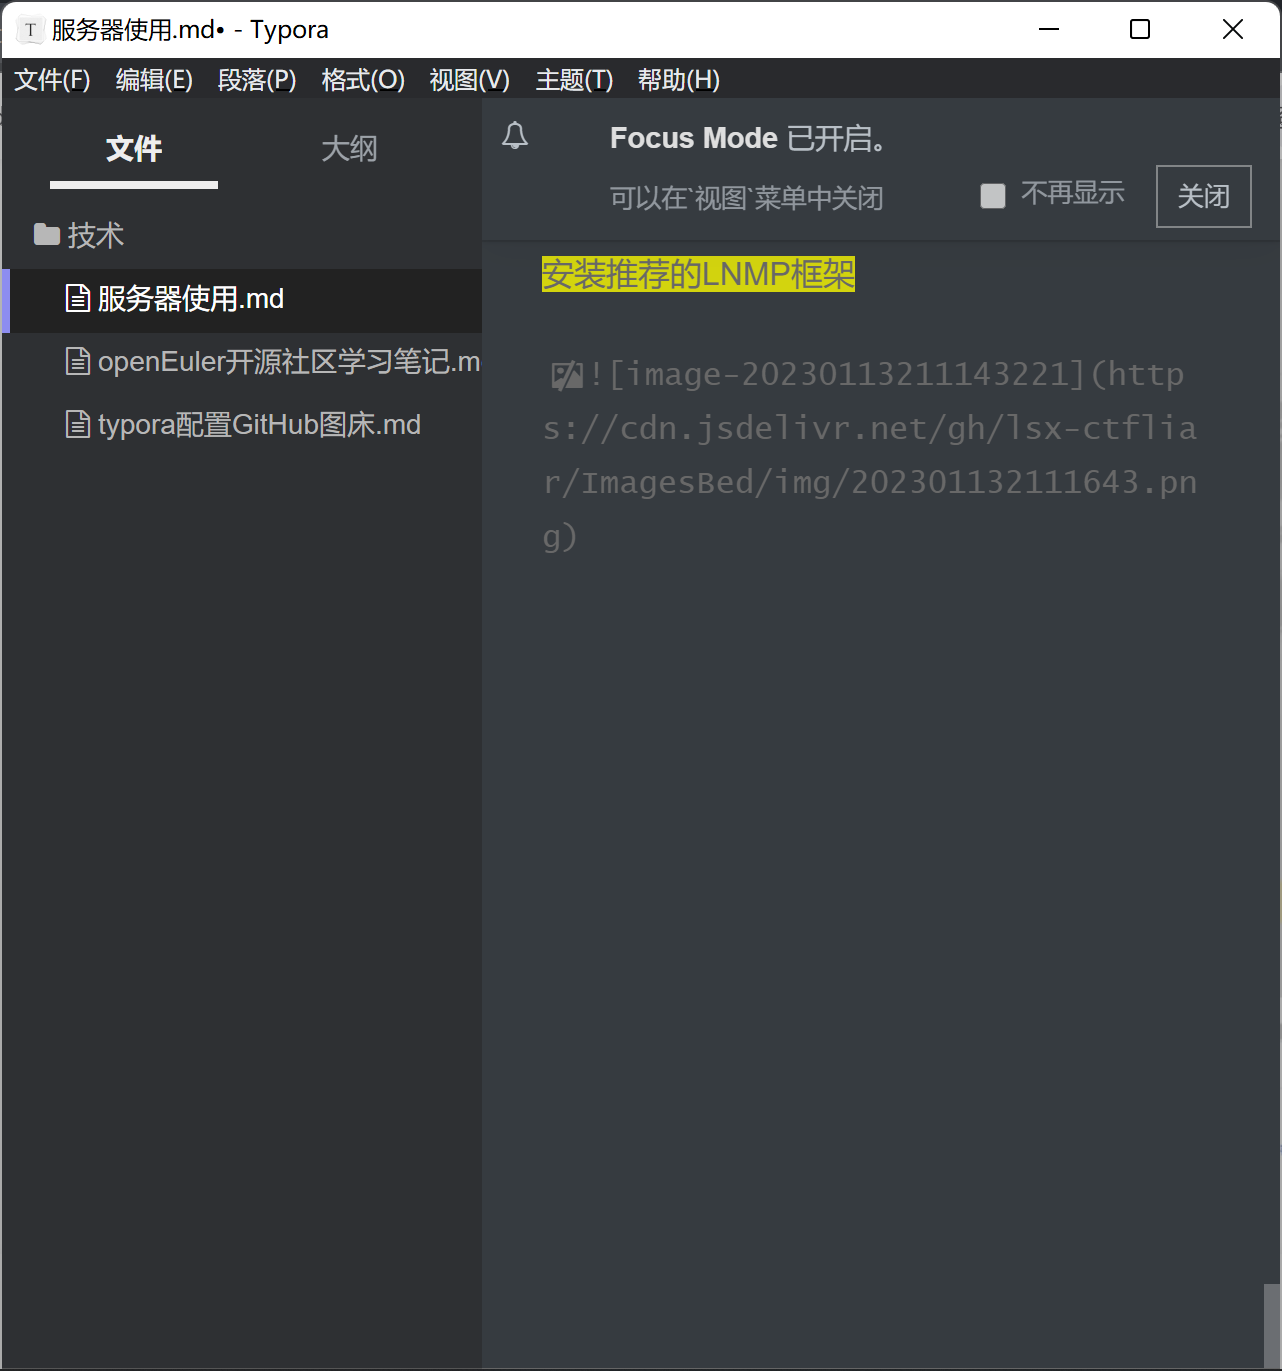 T 服务器使用.md• - Typora
文件(F) 编辑(E) 段落(P) 格式(O) 视图(V) 主题(T) 帮助(H)
文件 大纲
技术
服务器使用.md
openEuler开源社区学习笔记.m
typora配置GitHub图床.md
Focus Mode 已开启。
可以在`视图`菜单中关闭 不再显示 关闭
安装推荐的LNMP框架
![image-20230113211143221](http
s://cdn.jsdelivr.net/gh/lsx-ctflia
r/ImagesBed/img/202301132111643.pn
g)